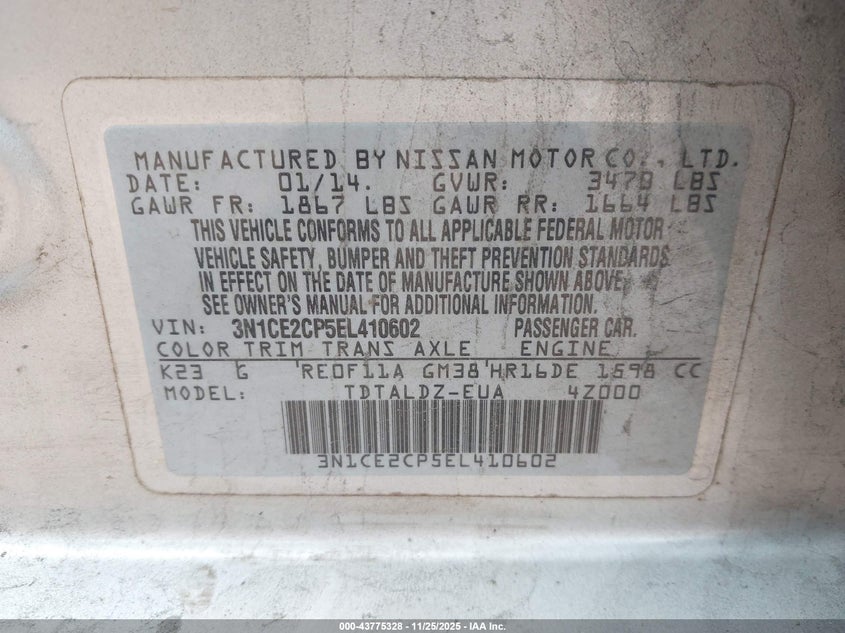 MANUFACTURED BY NISSAN MOTOR CO., LTD.
DATE: 01/14. GVWR: 3478 LBS
GAWR FR: 1867 LBS GAWR RR: 1664 LBS
THIS VEHICLE CONFORMS TO ALL APPLICABLE FEDERAL MOTOR
VEHICLE SAFETY, BUMPER AND THEFT PREVENTION STANDARDS
IN EFFECT ON THE DATE OF MANUFACTURE SHOWN ABOVE.
SEE OWNER'S MANUAL FOR ADDITIONAL INFORMATION.
VIN: 3N1CE2CP5EL410602 PASSENGER CAR.
COLOR TRIM TRANS AXLE ENGINE
K23 G RE0F11A GM38 HR16DE 1598 CC
MODEL: TDTALDZ-EUA 4Z000
3N1CE2CP5EL410602
000-43775328 - 11/25/2025 - IAA Inc.